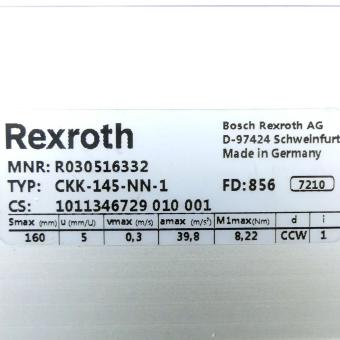 Rexroth
Bosch Rexroth AG
D-97424 Schweinfurt
Made in Germany
MNR: R030516332
TYP: CKK-145-NN-1 FD:856 7210
CS: 1011346729 010 001
Smax (mm) u (mm/U) vmax (m/s) amax (m/s²) M1max(Nm) d i
160 5 0,3 39,8 8,22 CCW 1